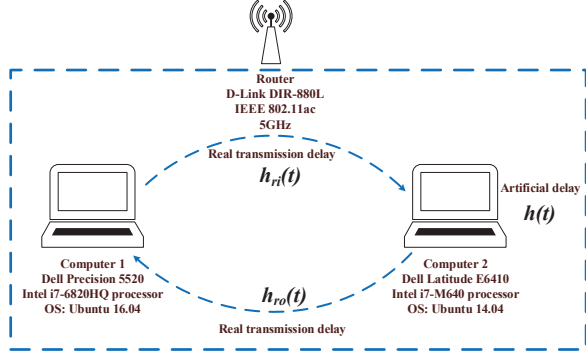 Router
D-Link DIR-880L
IEEE 802.11ac
5GHz
Real transmission delay
hri(t)
Artificial delay
h(t)
Computer 1
Dell Precision 5520
Intel i7-6820HQ processor
OS: Ubuntu 16.04
Computer 2
Dell Latitude E6410
Intel i7-M640 processor
OS: Ubuntu 14.04
hro(t)
Real transmission delay